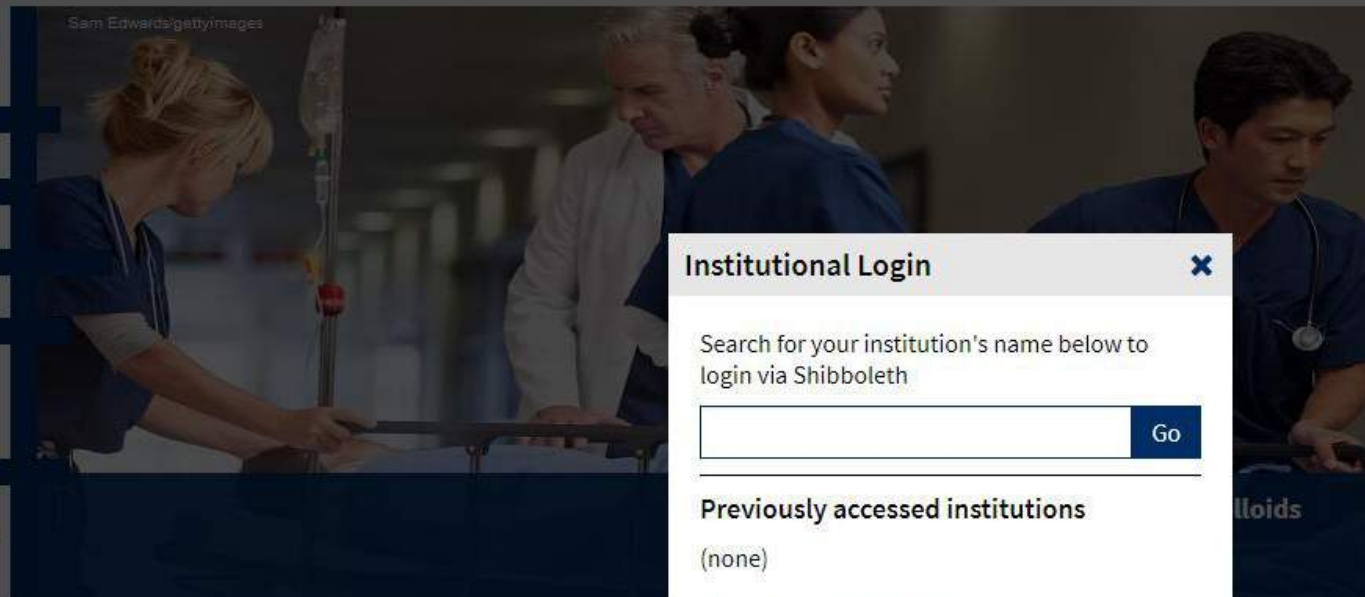 Sam Edwards/gettyimages
Institutional Login
Search for your institution's name below to
login via Shibboleth
Go
Previously accessed institutions
lloids
(none)